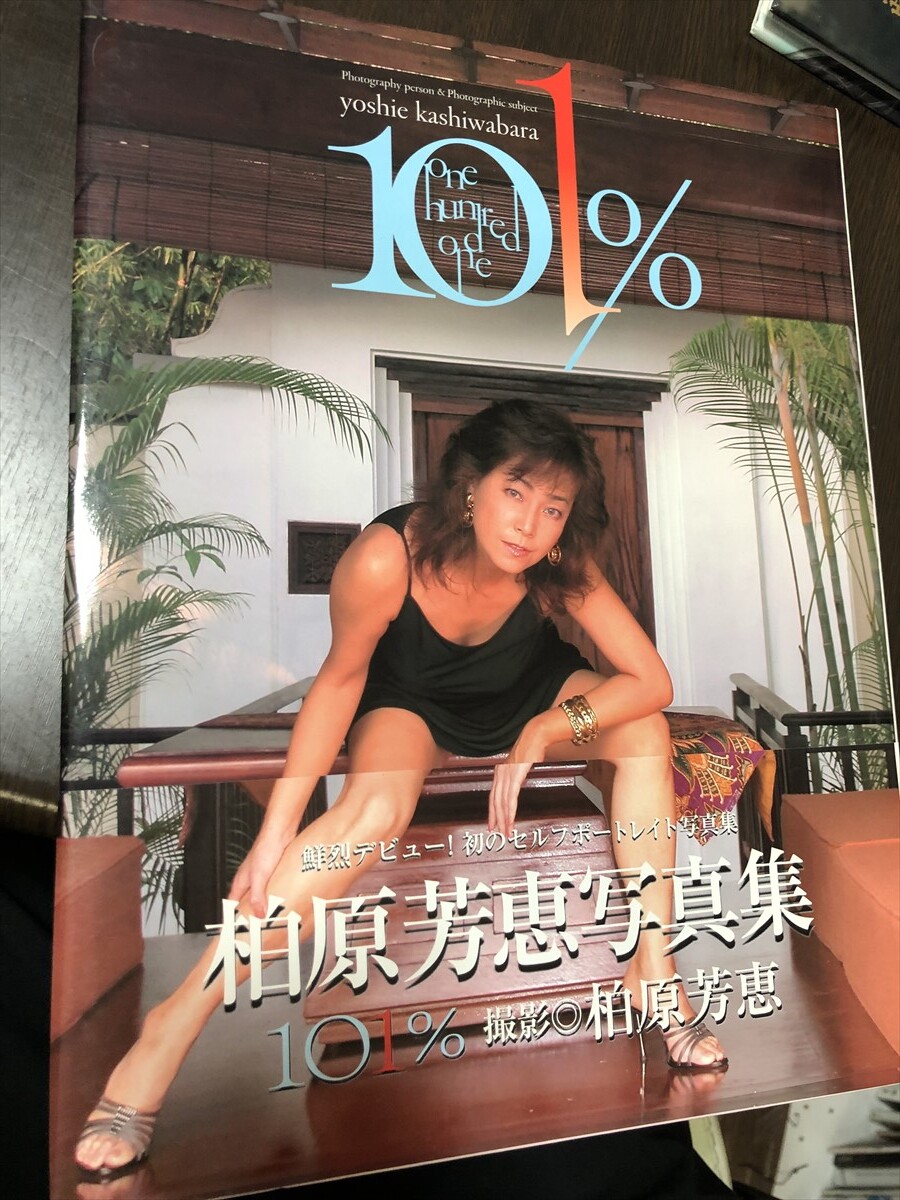 Photography person & Photographic subject
yoshie kashiwabara
101%
one
hundred
one
鮮烈デビュー!初のセルフポートレイト写真集
柏原芳恵写真集
101% 撮影◎柏原芳恵